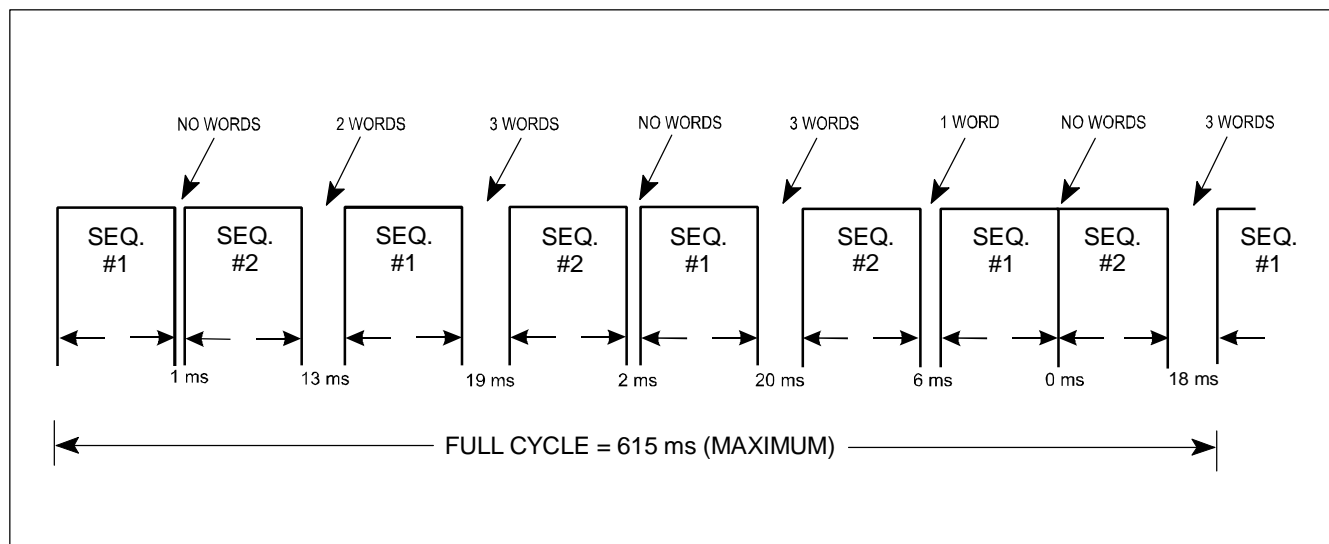 NO WORDS 2 WORDS 3 WORDS NO WORDS 3 WORDS 1 WORD NO WORDS 3 WORDS
SEQ. SEQ. SEQ. SEQ. SEQ. SEQ. SEQ. SEQ. SEQ.
#1 #2 #1 #2 #1 #2 #1 #2 #1
1 ms 13 ms 19 ms 2 ms 20 ms 6 ms 0 ms 18 ms
FULL CYCLE = 615 ms (MAXIMUM)